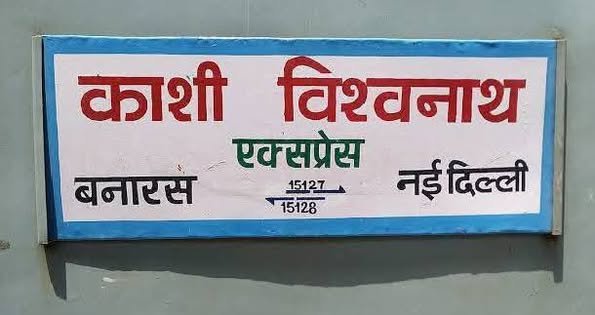 काशी विश्वनाथ
एक्सप्रेस
बनारस 15127 नई दिल्ली
15128